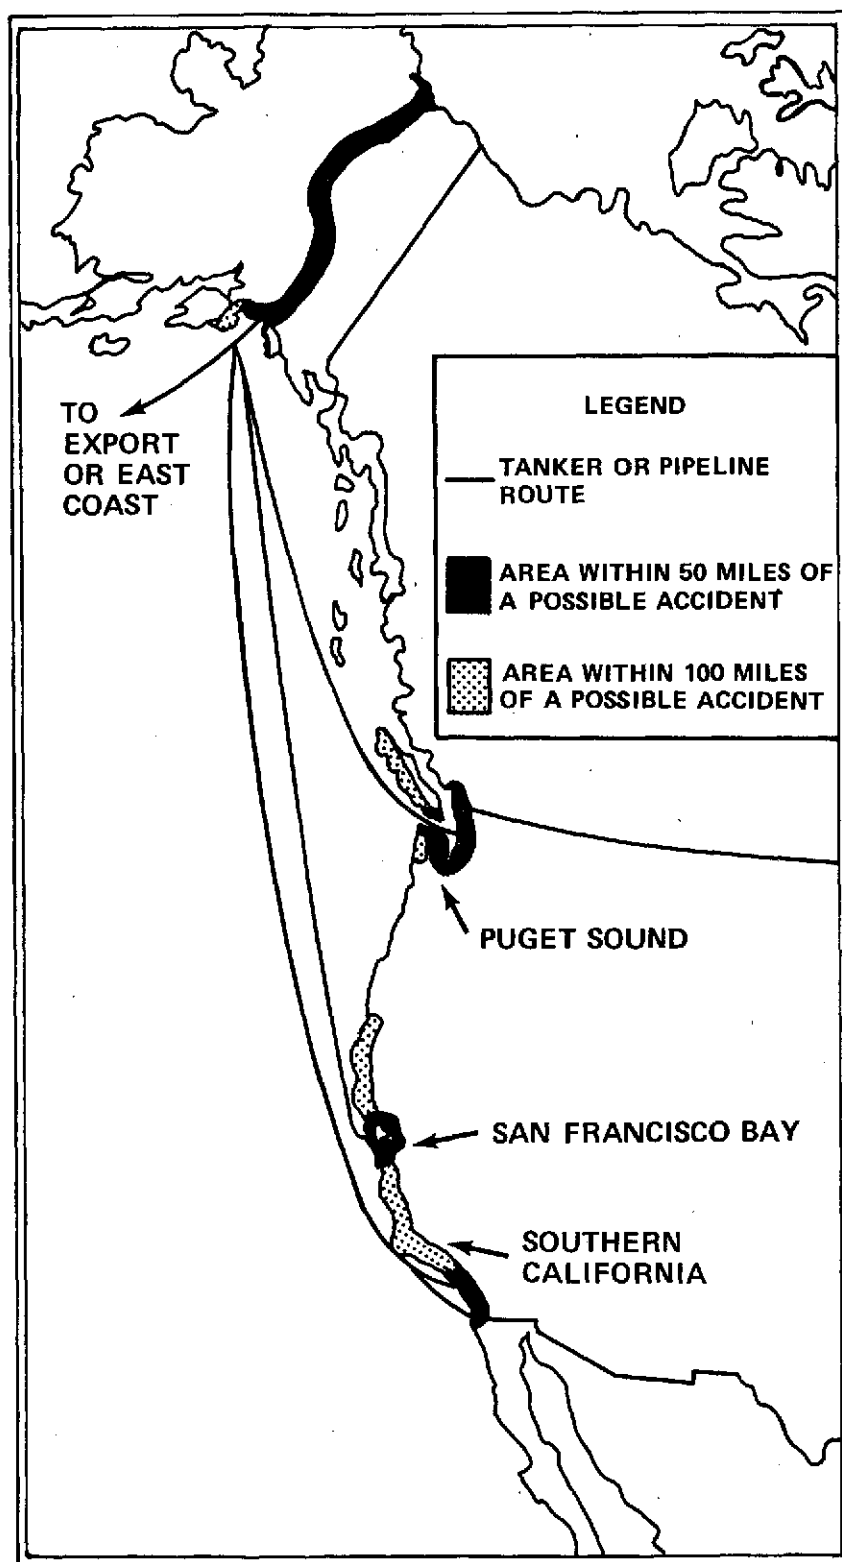 TO
EXPORT
OR EAST
COAST
LEGEND
TANKER OR PIPELINE
ROUTE
AREA WITHIN 50 MILES OF
A POSSIBLE ACCIDENT
AREA WITHIN 100 MILES
OF A POSSIBLE ACCIDENT
PUGET SOUND
SAN FRANCISCO BAY
SOUTHERN
CALIFORNIA